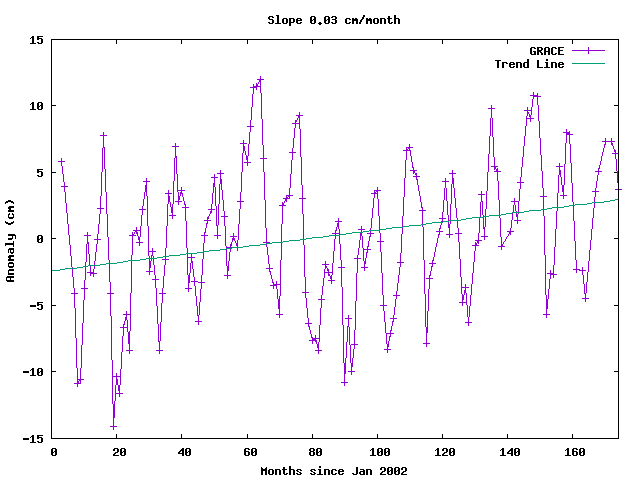 Slope 0.03 cm/month
GRACE
Trend Line
Anomaly (cm)
15
10
5
0
-5
-10
-15
0 20 40 60 80 100 120 140 160
Months since Jan 2002